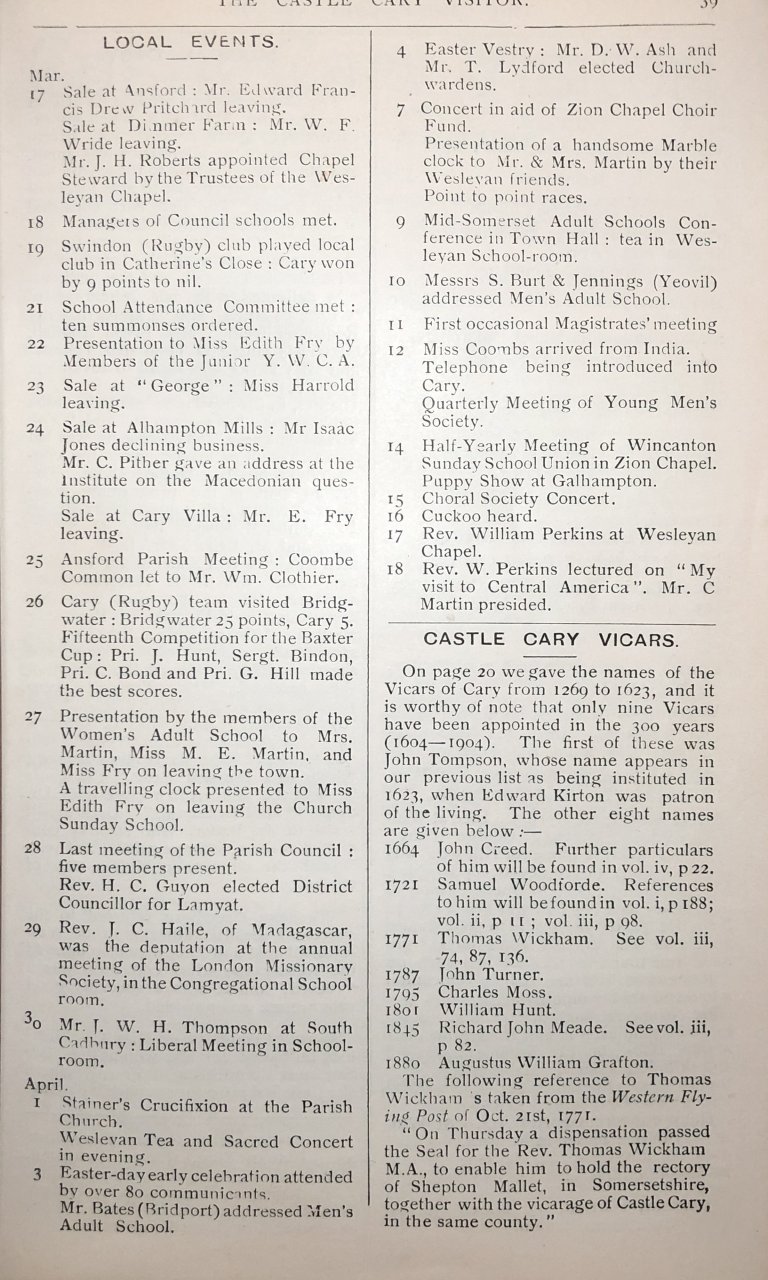 THE CASTLE CARY VISITOR. 39
LOCAL EVENTS.
Mar.
17 Sale at Ansford : Mr. Edward Fran-
cis Drew Pritchard leaving.
Sale at Dimmer Farm : Mr. W. F.
Wride leaving.
Mr. J. H. Roberts appointed Chapel
Steward by the Trustees of the Wes-
leyan Chapel.
18 Managers of Council schools met.
19 Swindon (Rugby) club played local
club in Catherine's Close : Cary won
by 9 points to nil.
21 School Attendance Committee met :
ten summonses ordered.
22 Presentation to Miss Edith Fry by
Members of the Junior Y. W. C. A.
23 Sale at "George" : Miss Harrold
leaving.
24 Sale at Alhampton Mills : Mr Isaac
Jones declining business.
Mr. C. Pither gave an address at the
Institute on the Macedonian ques-
tion.
Sale at Cary Villa : Mr. E. Fry
leaving.
25 Ansford Parish Meeting : Coombe
Common let to Mr. Wm. Clothier.
26 Cary (Rugby) team visited Bridg-
water : Bridgwater 25 points, Cary 5.
Fifteenth Competition for the Baxter
Cup : Pri. J. Hunt, Sergt. Bindon,
Pri. C. Bond and Pri. G. Hill made
the best scores.
27 Presentation by the members of the
Women's Adult School to Mrs.
Martin, Miss M. E. Martin, and
Miss Fry on leaving the town.
A travelling clock presented to Miss
Edith Fry on leaving the Church
Sunday School.
28 Last meeting of the Parish Council :
five members present.
Rev. H. C. Guyon elected District
Councillor for Lamyat.
29 Rev. J. C. Haile, of Madagascar,
was the deputation at the annual
meeting of the London Missionary
Society, in the Congregational School
room.
30 Mr. J. W. H. Thompson at South
Cadbury : Liberal Meeting in School-
room.
April.
1 Stainer's Crucifixion at the Parish
Church.
Wesleyan Tea and Sacred Concert
in evening.
3 Easter-day early celebration attended
by over 80 communicants.
Mr. Bates (Bridport) addressed Men's
Adult School.
4 Easter Vestry : Mr. D. W. Ash and
Mr. T. Lydford elected Church-
wardens.
7 Concert in aid of Zion Chapel Choir
Fund.
Presentation of a handsome Marble
clock to Mr. & Mrs. Martin by their
Wesleyan friends.
Point to point races.
9 Mid-Somerset Adult Schools Con-
ference in Town Hall : tea in Wes-
leyan School-room.
10 Messrs S. Burt & Jennings (Yeovil)
addressed Men's Adult School.
11 First occasional Magistrates' meeting
12 Miss Coombs arrived from India.
Telephone being introduced into
Cary.
Quarterly Meeting of Young Men's
Society.
14 Half-Yearly Meeting of Wincanton
Sunday School Union in Zion Chapel.
Puppy Show at Galhampton.
15 Choral Society Concert.
16 Cuckoo heard.
17 Rev. William Perkins at Wesleyan
Chapel.
18 Rev. W. Perkins lectured on "My
visit to Central America". Mr. C
Martin presided.
CASTLE CARY VICARS.
On page 20 we gave the names of the
Vicars of Cary from 1269 to 1623, and it
is worthy of note that only nine Vicars
have been appointed in the 300 years
(1604—1904). The first of these was
John Tompson, whose name appears in
our previous list as being instituted in
1623, when Edward Kirton was patron
of the living. The other eight names
are given below :—
1664 John Creed. Further particulars
of him will be found in vol. iv, p 22.
1721 Samuel Woodforde. References
to him will be found in vol. i, p 188;
vol. ii, p 11 ; vol. iii, p 98.
1771 Thomas Wickham. See vol. iii,
74, 87, 136.
1787 John Turner.
1795 Charles Moss.
1801 William Hunt.
1845 Richard John Meade. See vol. iii,
p 82.
1880 Augustus William Grafton.
The following reference to Thomas
Wickham 's taken from the Western Fly-
ing Post of Oct. 21st, 1771.
"On Thursday a dispensation passed
the Seal for the Rev. Thomas Wickham
M.A., to enable him to hold the rectory
of Shepton Mallet, in Somersetshire,
together with the vicarage of Castle Cary,
in the same county."